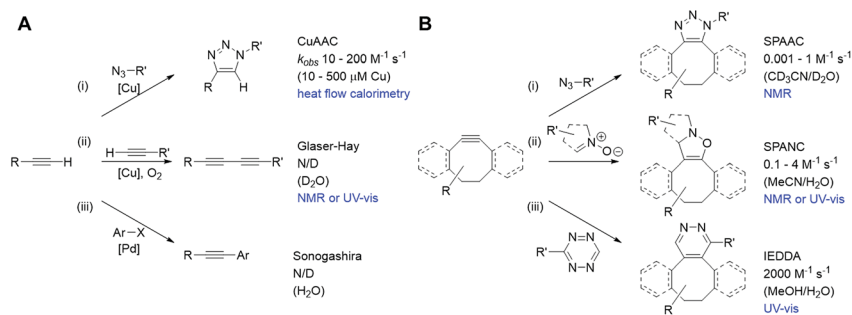 A
(i)
N₃–R'
[Cu]
N N N R'
R H
CuAAC
k_obs 10 - 200 M⁻¹ s⁻¹
(10 - 500 μM Cu)
heat flow calorimetry
R H
(ii)
H R'
[Cu], O₂
R R'
Glaser-Hay
N/D
(D₂O)
NMR or UV-vis
(iii)
Ar–X
[Pd]
R Ar
Sonogashira
N/D
(H₂O)
B
R
(i)
N₃–R'
N N N R'
R
SPAAC
0.001 - 1 M⁻¹ s⁻¹
(CD₃CN/D₂O)
NMR
(ii)
R' N⊕
O⊖
R' N O
R
SPANC
0.1 - 4 M⁻¹ s⁻¹
(MeCN/H₂O)
NMR or UV-vis
(iii)
R' N N N N
N N R'
R
IEDDA
2000 M⁻¹ s⁻¹
(MeOH/H₂O)
UV-vis